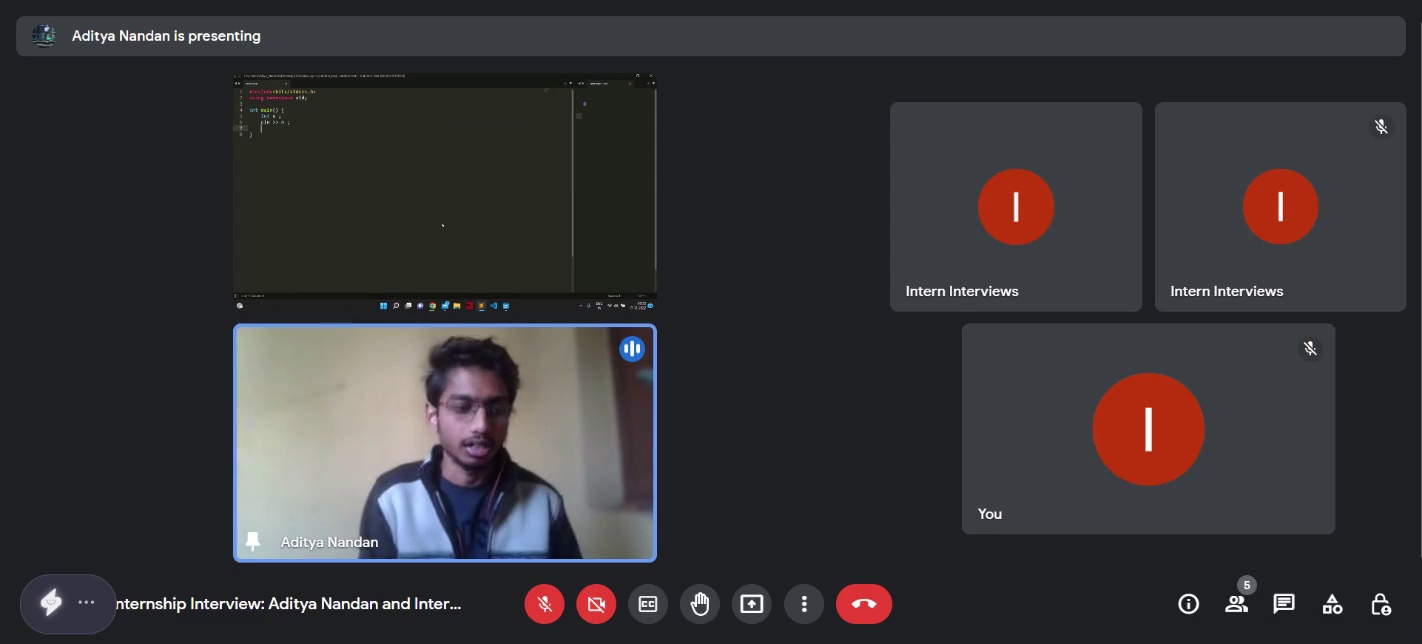 Aditya Nandan is presenting
#include<bits/stdc++.h>
using namespace std;
int main() {
int n ;
cin >> n ;
}
Intern Interviews
Intern Interviews
Aditya Nandan
You
nternship Interview: Aditya Nandan and Inter...
5